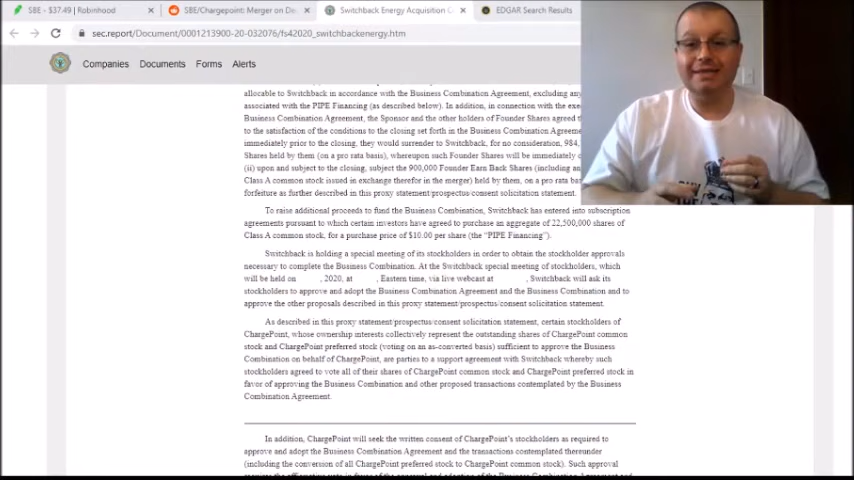 SBE - $37.49 | Robinhood
SBE/Chargepoint: Merger on De
Switchback Energy Acquisition C
EDGAR Search Results
sec.report/Document/0001213900-20-032076/fs42020_switchbackenergy.htm
Companies Documents Forms Alerts
allocable to Switchback in accordance with the Business Combination Agreement, excluding any
associated with the PIPE Financing (as described below). In addition, in connection with the exe
Business Combination Agreement, the Sponsor and the other holders of Founder Shares agreed th
to the satisfaction of the conditions to the closing set forth in the Business Combination Agreeme
immediately prior to the closing, they would surrender to Switchback, for no consideration, 984,
Shares held by them (on a pro rata basis), whereupon such Founder Shares will be immediately c
(ii) upon and subject to the closing, subject the 900,000 Founder Earn Back Shares (including an
Class A common stock issued in exchange therefor in the merger) held by them, on a pro rata bas
forfeiture as further described in this proxy statement/prospectus/consent solicitation statement.
To raise additional proceeds to fund the Business Combination, Switchback has entered into subscription
agreements pursuant to which certain investors have agreed to purchase an aggregate of 22,500,000 shares of
Class A common stock, for a purchase price of $10.00 per share (the “PIPE Financing”).
Switchback is holding a special meeting of its stockholders in order to obtain the stockholder approvals
necessary to complete the Business Combination. At the Switchback special meeting of stockholders, which
will be held on , 2020, at , Eastern time, via live webcast at , Switchback will ask its
stockholders to approve and adopt the Business Combination Agreement and the Business Combination and to
approve the other proposals described in this proxy statement/prospectus/consent solicitation statement.
As described in this proxy statement/prospectus/consent solicitation statement, certain stockholders of
ChargePoint, whose ownership interests collectively represent the outstanding shares of ChargePoint common
stock and ChargePoint preferred stock (voting on an as-converted basis) sufficient to approve the Business
Combination on behalf of ChargePoint, are parties to a support agreement with Switchback whereby such
stockholders agreed to vote all of their shares of ChargePoint common stock and ChargePoint preferred stock in
favor of approving the Business Combination and other proposed transactions contemplated by the Business
Combination Agreement.
In addition, ChargePoint will seek the written consent of ChargePoint’s stockholders as required to
approve and adopt the Business Combination Agreement and the transactions contemplated thereunder
(including the conversion of all ChargePoint preferred stock to ChargePoint common stock). Such approval